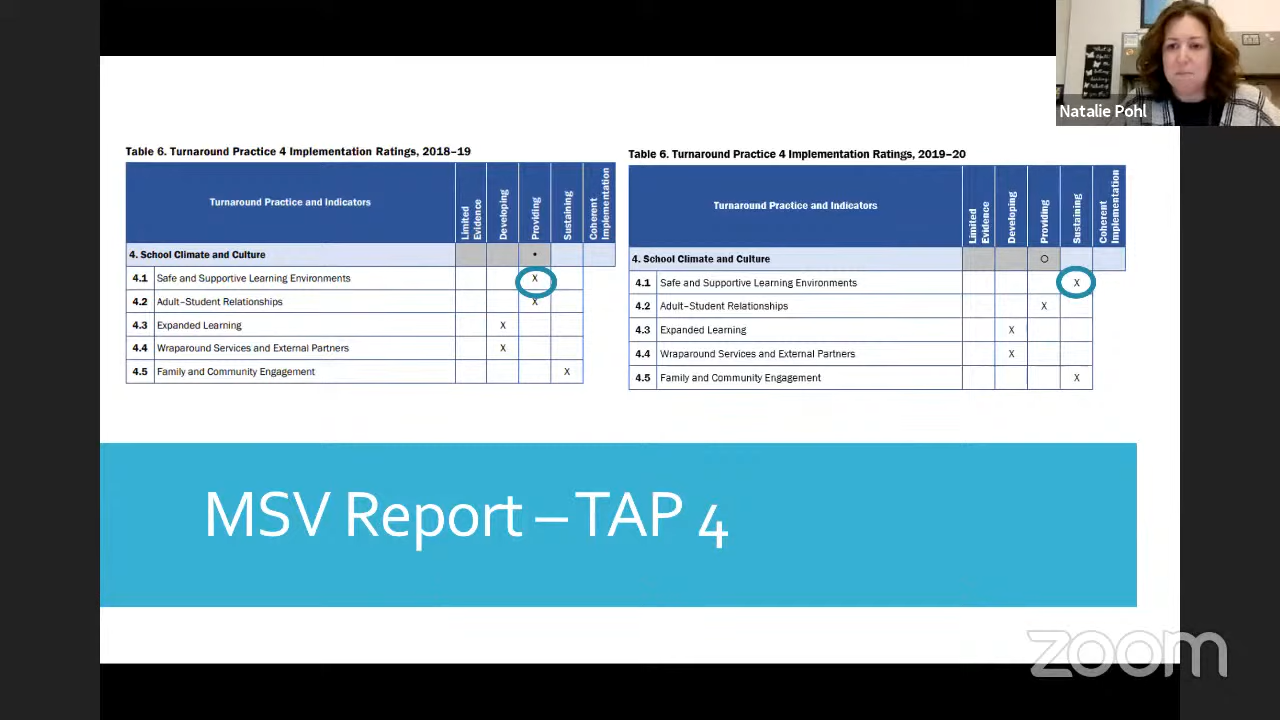 Natalie Pohl
Table 6. Turnaround Practice 4 Implementation Ratings, 2018–19
Turnaround Practice and Indicators
Limited Evidence
Developing
Providing
Sustaining
Coherent Implementation
4. School Climate and Culture •
4.1 Safe and Supportive Learning Environments X
4.2 Adult–Student Relationships X
4.3 Expanded Learning X
4.4 Wraparound Services and External Partners X
4.5 Family and Community Engagement X
Table 6. Turnaround Practice 4 Implementation Ratings, 2019–20
Turnaround Practice and Indicators
Limited Evidence
Developing
Providing
Sustaining
Coherent Implementation
4. School Climate and Culture O
4.1 Safe and Supportive Learning Environments X
4.2 Adult–Student Relationships X
4.3 Expanded Learning X
4.4 Wraparound Services and External Partners X
4.5 Family and Community Engagement X
MSV Report – TAP 4
zoom